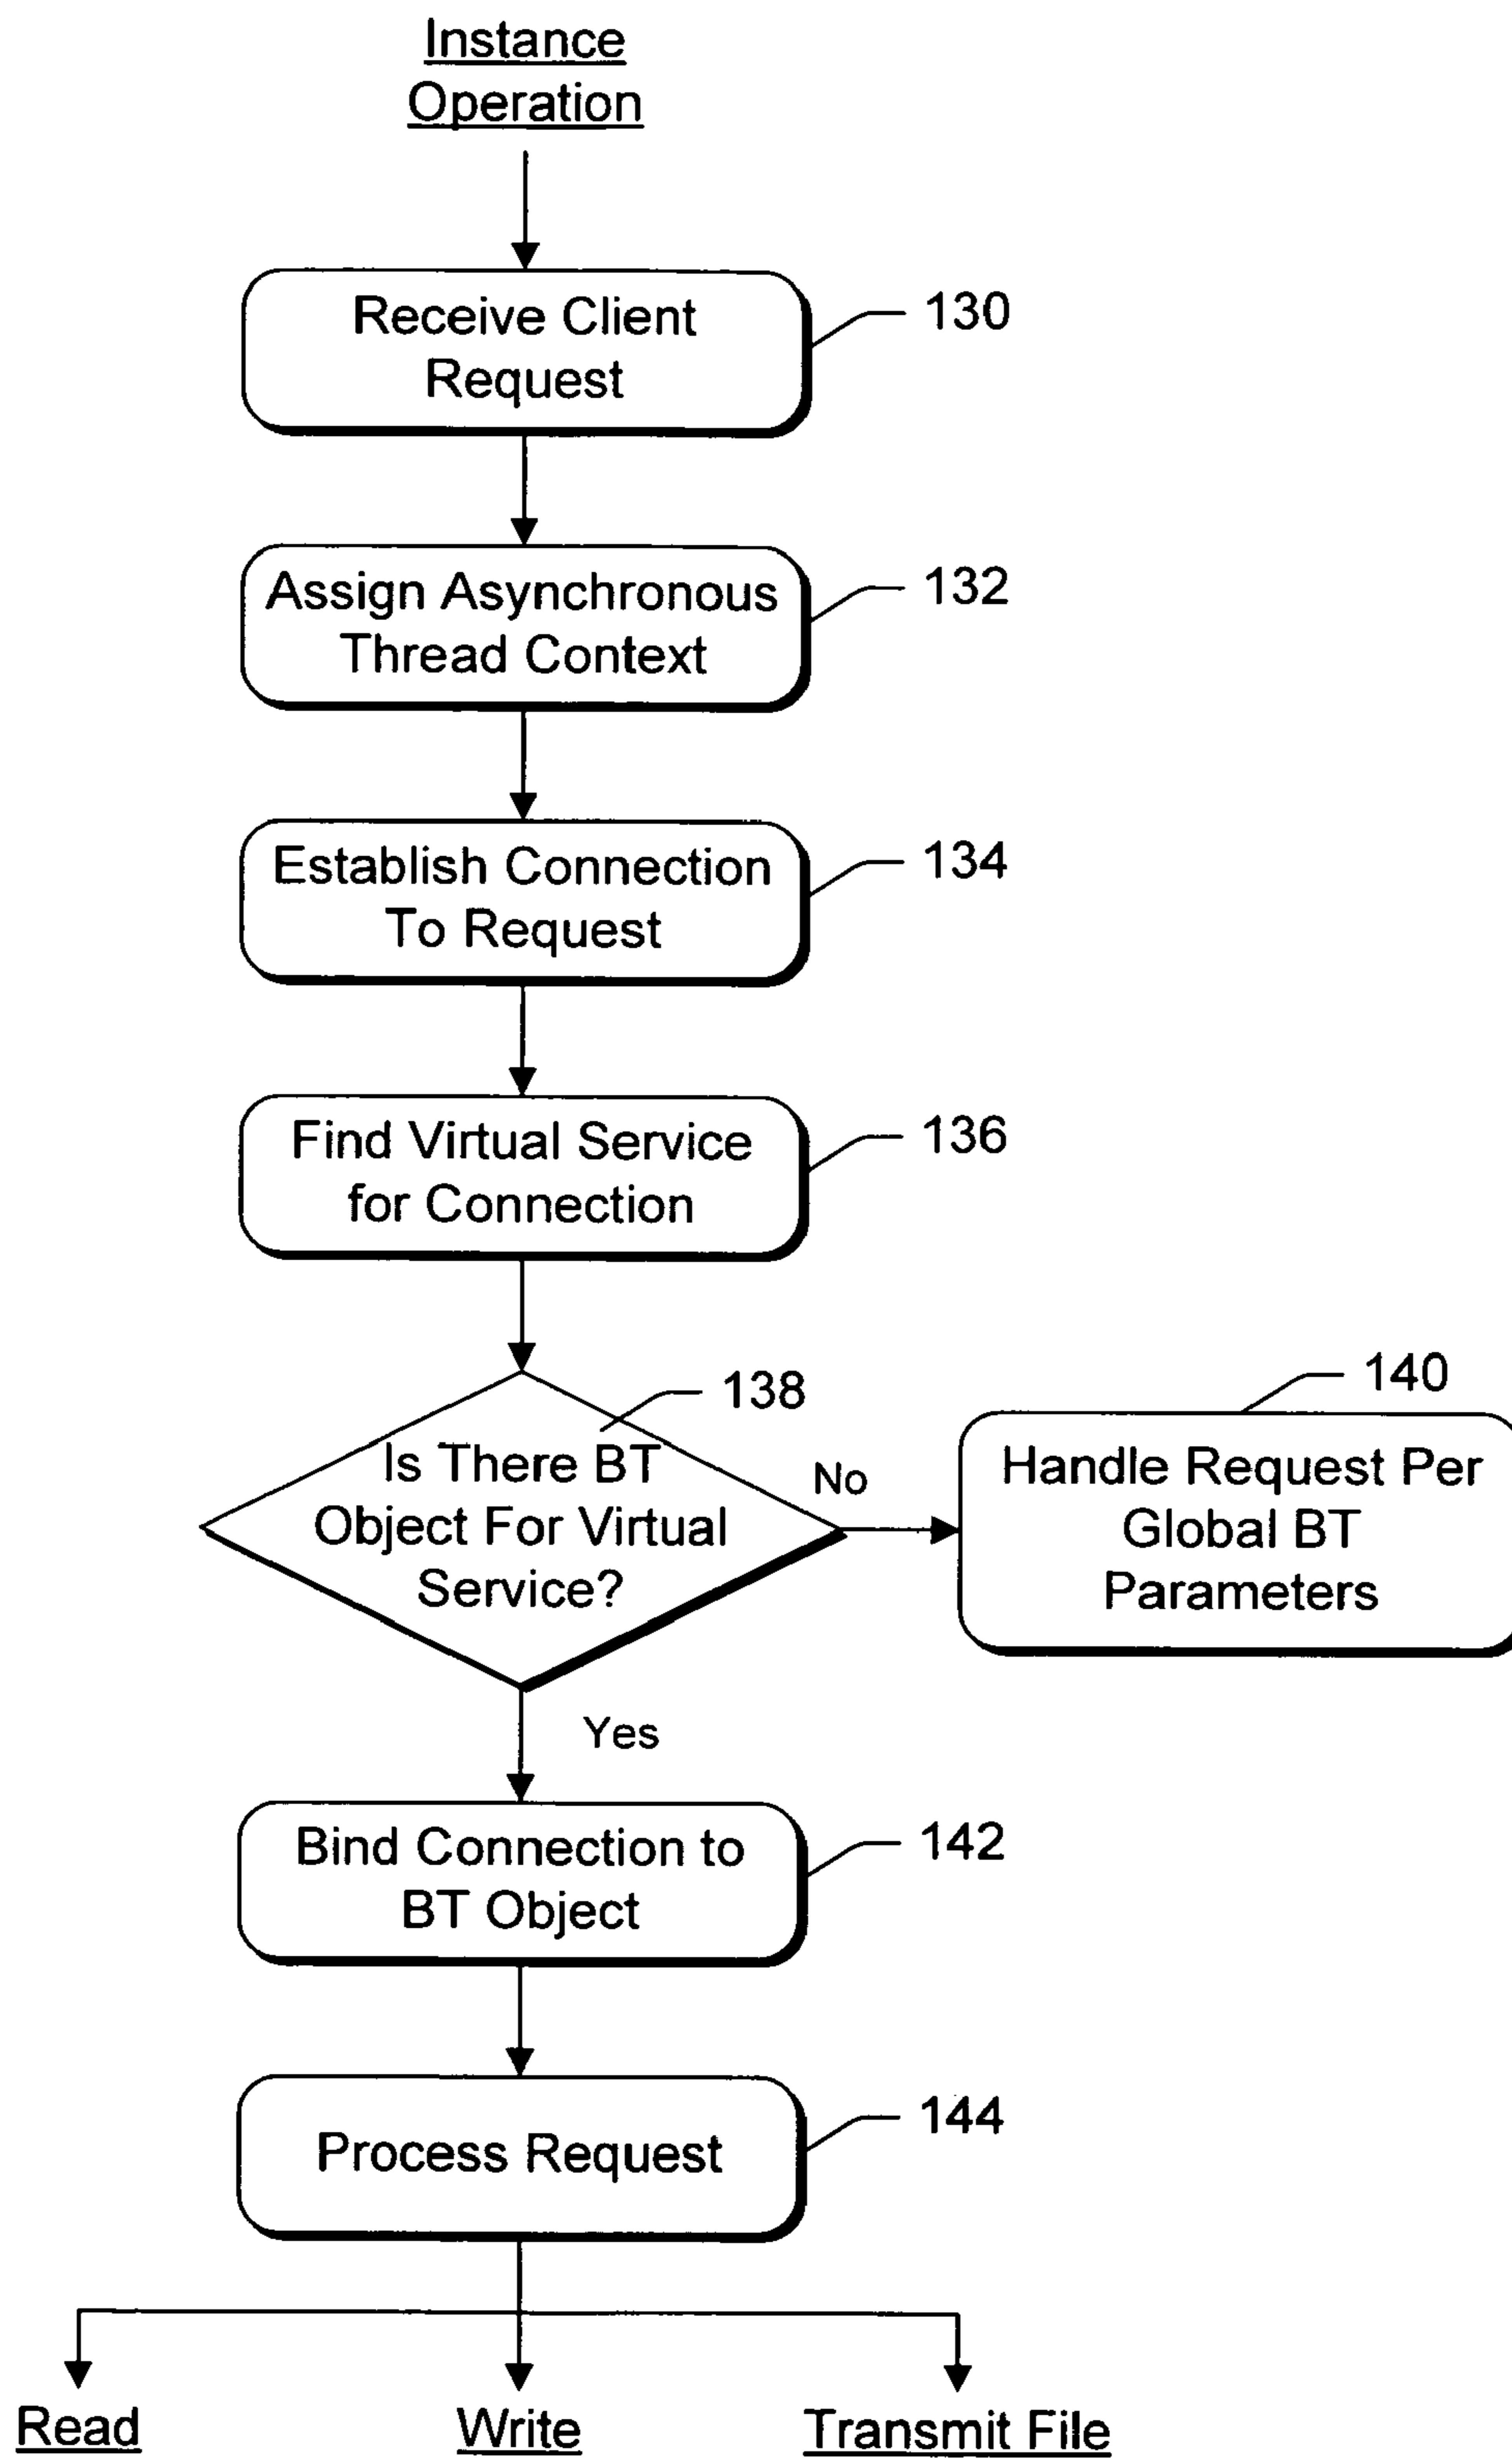 Instance
Operation
Receive Client
Request
130
Assign Asynchronous
Thread Context
132
Establish Connection
To Request
134
Find Virtual Service
for Connection
136
138
Is There BT
Object For Virtual
Service?
No
140
Handle Request Per
Global BT
Parameters
Yes
Bind Connection to
BT Object
142
Process Request
144
Read
Write
Transmit File